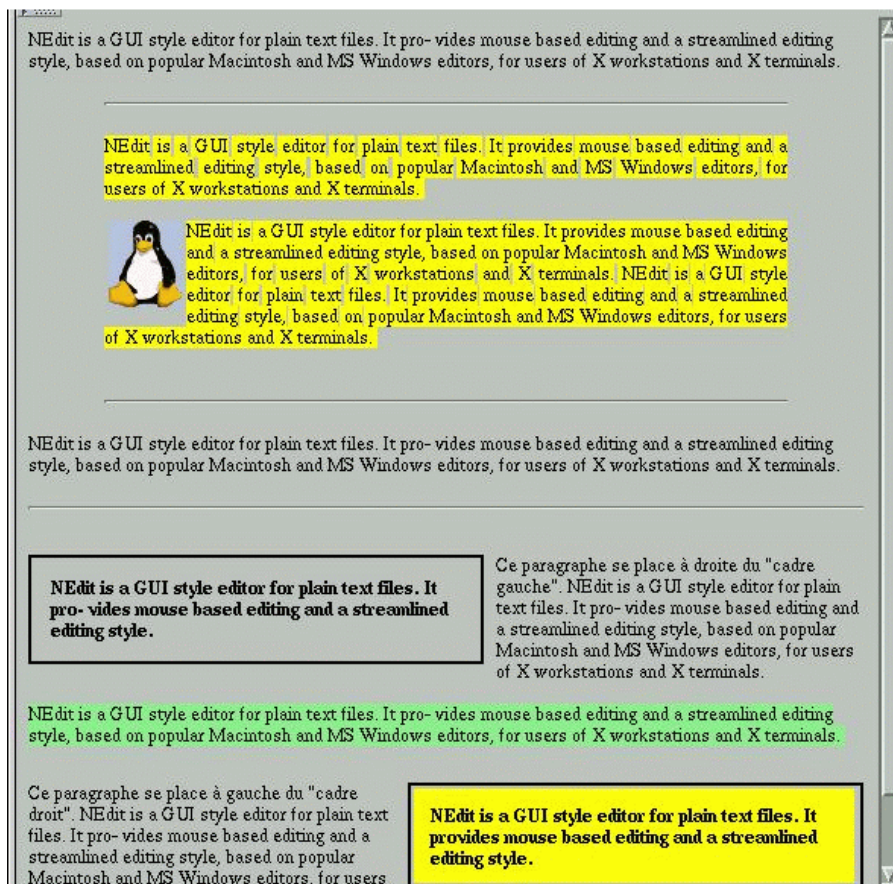 NEdit is a GUI style editor for plain text files. It pro- vides mouse based editing and a streamlined editing
style, based on popular Macintosh and MS Windows editors, for users of X workstations and X terminals.
NEdit is a GUI style editor for plain text files. It provides mouse based editing and a
streamlined editing style, based on popular Macintosh and MS Windows editors, for
users of X workstations and X terminals.
NEdit is a GUI style editor for plain text files. It provides mouse based editing
and a streamlined editing style, based on popular Macintosh and MS Windows
editors, for users of X workstations and X terminals. NEdit is a GUI style
editor for plain text files. It provides mouse based editing and a streamlined
editing style, based on popular Macintosh and MS Windows editors, for users
of X workstations and X terminals.
NEdit is a GUI style editor for plain text files. It pro- vides mouse based editing and a streamlined editing
style, based on popular Macintosh and MS Windows editors, for users of X workstations and X terminals.
NEdit is a GUI style editor for plain text files. It
pro- vides mouse based editing and a streamlined
editing style.
Ce paragraphe se place à droite du "cadre
gauche". NEdit is a GUI style editor for plain
text files. It pro- vides mouse based editing and
a streamlined editing style, based on popular
Macintosh and MS Windows editors, for users
of X workstations and X terminals.
NEdit is a GUI style editor for plain text files. It pro- vides mouse based editing and a streamlined editing
style, based on popular Macintosh and MS Windows editors, for users of X workstations and X terminals.
Ce paragraphe se place à gauche du "cadre
droit". NEdit is a GUI style editor for plain text
files. It pro- vides mouse based editing and a
streamlined editing style, based on popular
Macintosh and MS Windows editors, for users
NEdit is a GUI style editor for plain text files. It
provides mouse based editing and a streamlined
editing style.